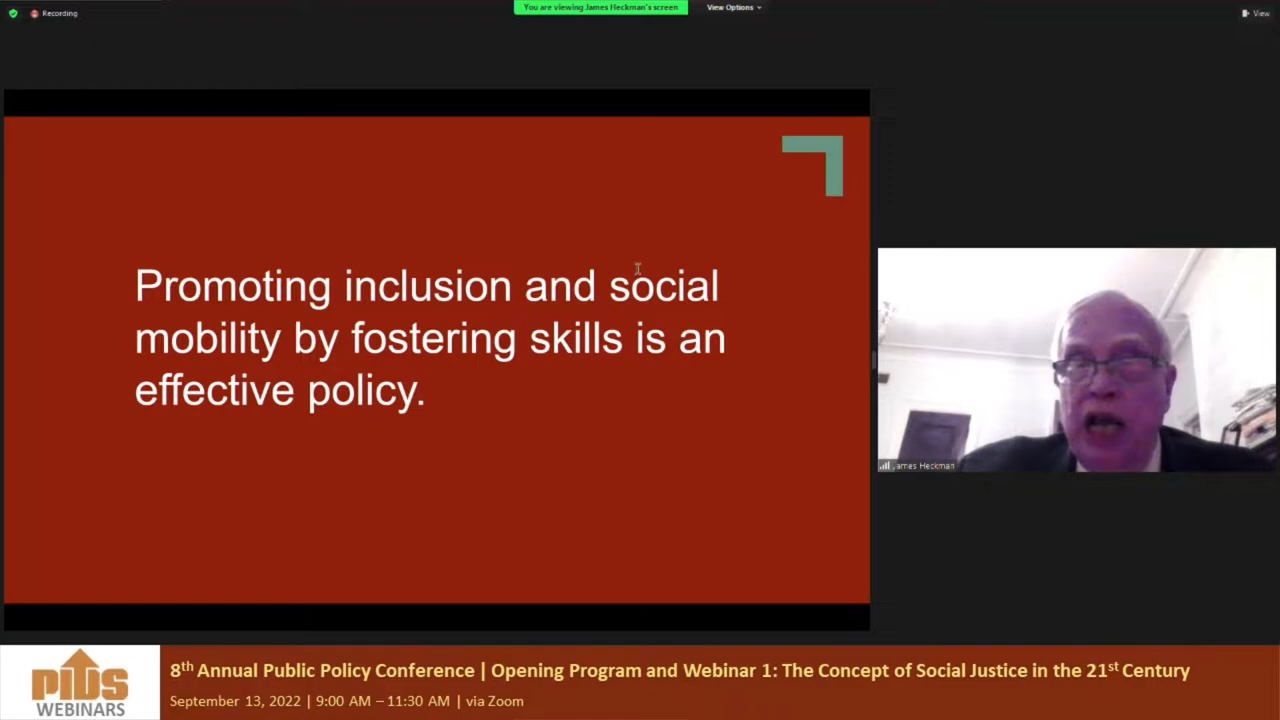 Recording
You are viewing James Heckman's screen
View Options
View
Promoting inclusion and social
mobility by fostering skills is an
effective policy.
James Heckman
PIDS
WEBINARS
8th Annual Public Policy Conference | Opening Program and Webinar 1: The Concept of Social Justice in the 21st Century
September 13, 2022 | 9:00 AM – 11:30 AM | via Zoom